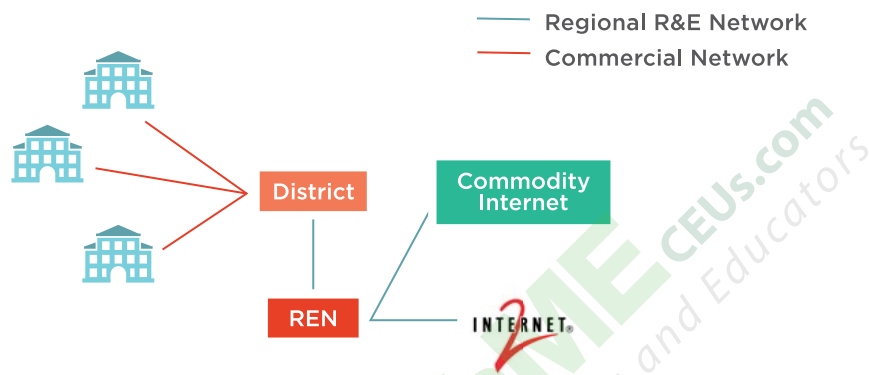 Regional R&E Network
Commercial Network
District
Commodity
Internet
REN
INTERNET®
2
CEUs.com
and Educators